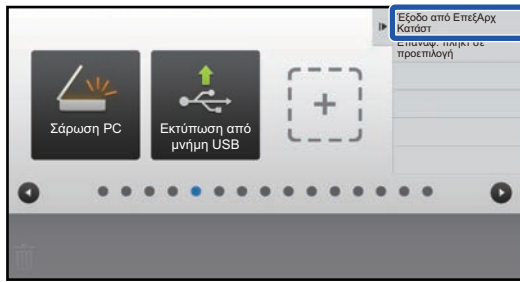 Έξοδο από ΕπεξΑρχ
Κατάστ
Επαναφ. πλήκτ σε
προεπιλογή
Σάρωση PC
Εκτύπωση από
μνήμη USB